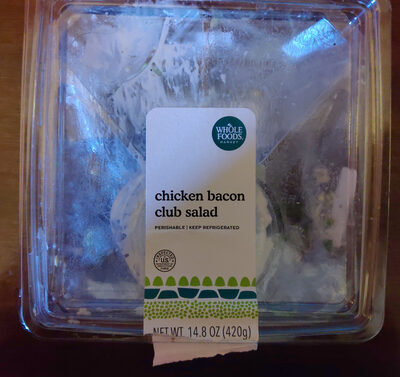 WHOLE
FOODS
MARKET
chicken bacon
club salad
PERISHABLE | KEEP REFRIGERATED
NET WT 14.8 OZ (420g)